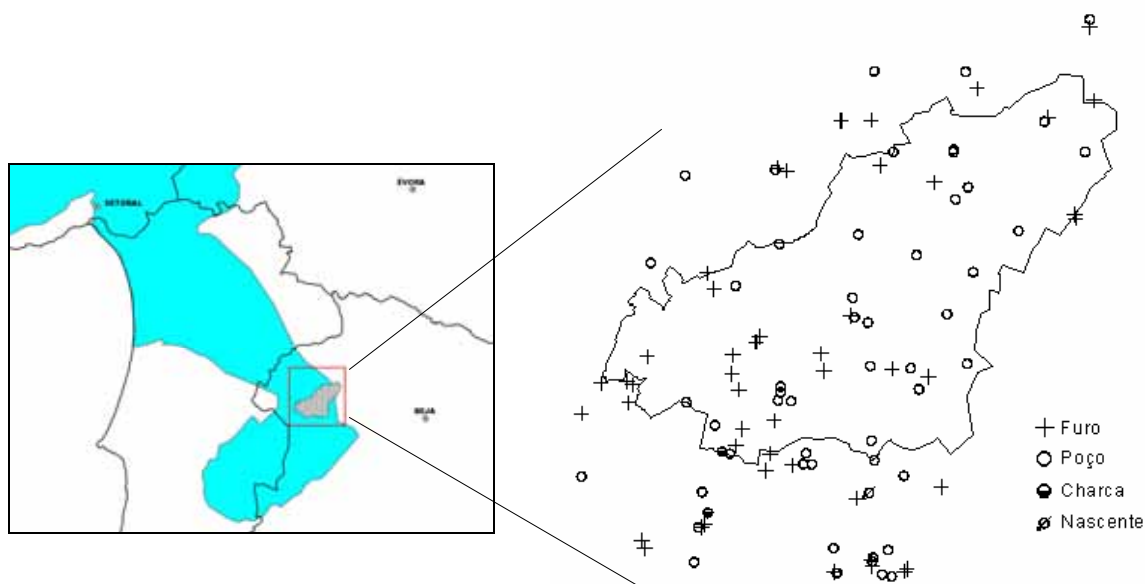 ÉVORA
SETÚBAL
BEJA
Furo
Poço
Charca
Nascente